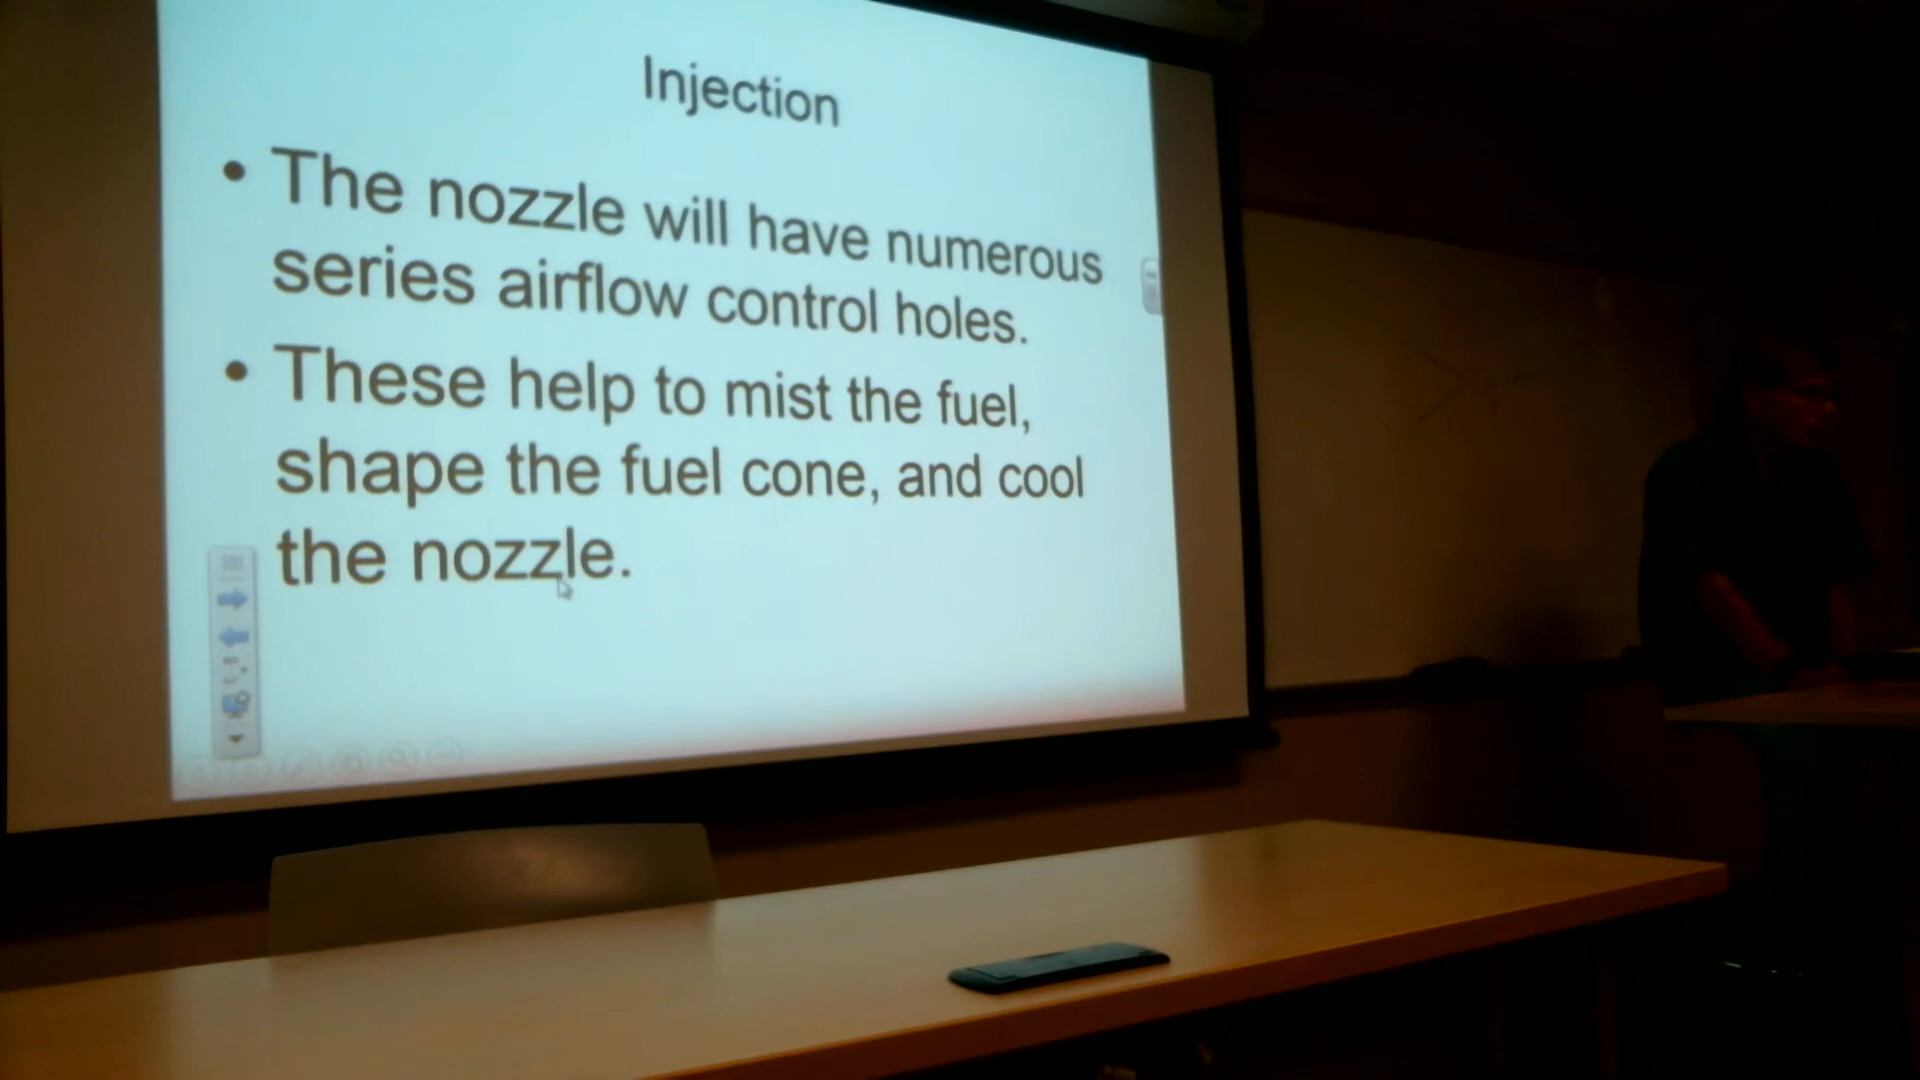 Injection
• The nozzle will have numerous
series airflow control holes.
• These help to mist the fuel,
shape the fuel cone, and cool
the nozzle.